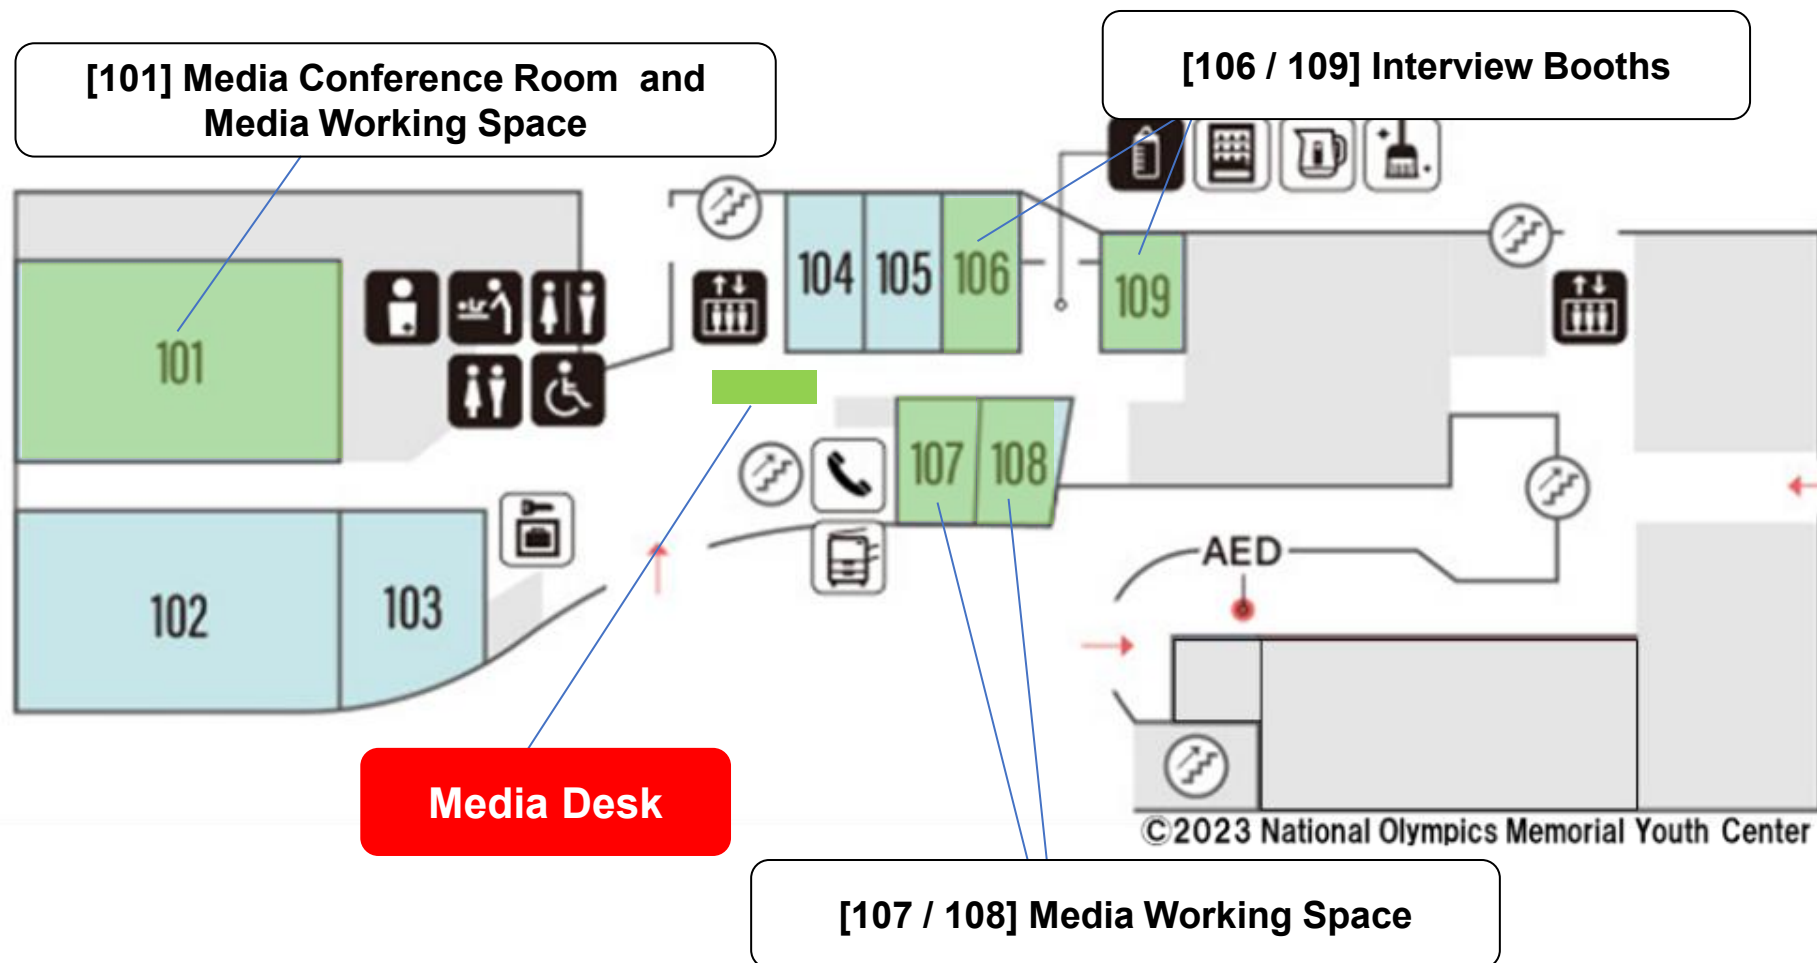 [101] Media Conference Room and
Media Working Space
[106 / 109] Interview Booths
104
105
106
109
101
107
108
102
103
AED
Media Desk
©2023 National Olympics Memorial Youth Center
[107 / 108] Media Working Space